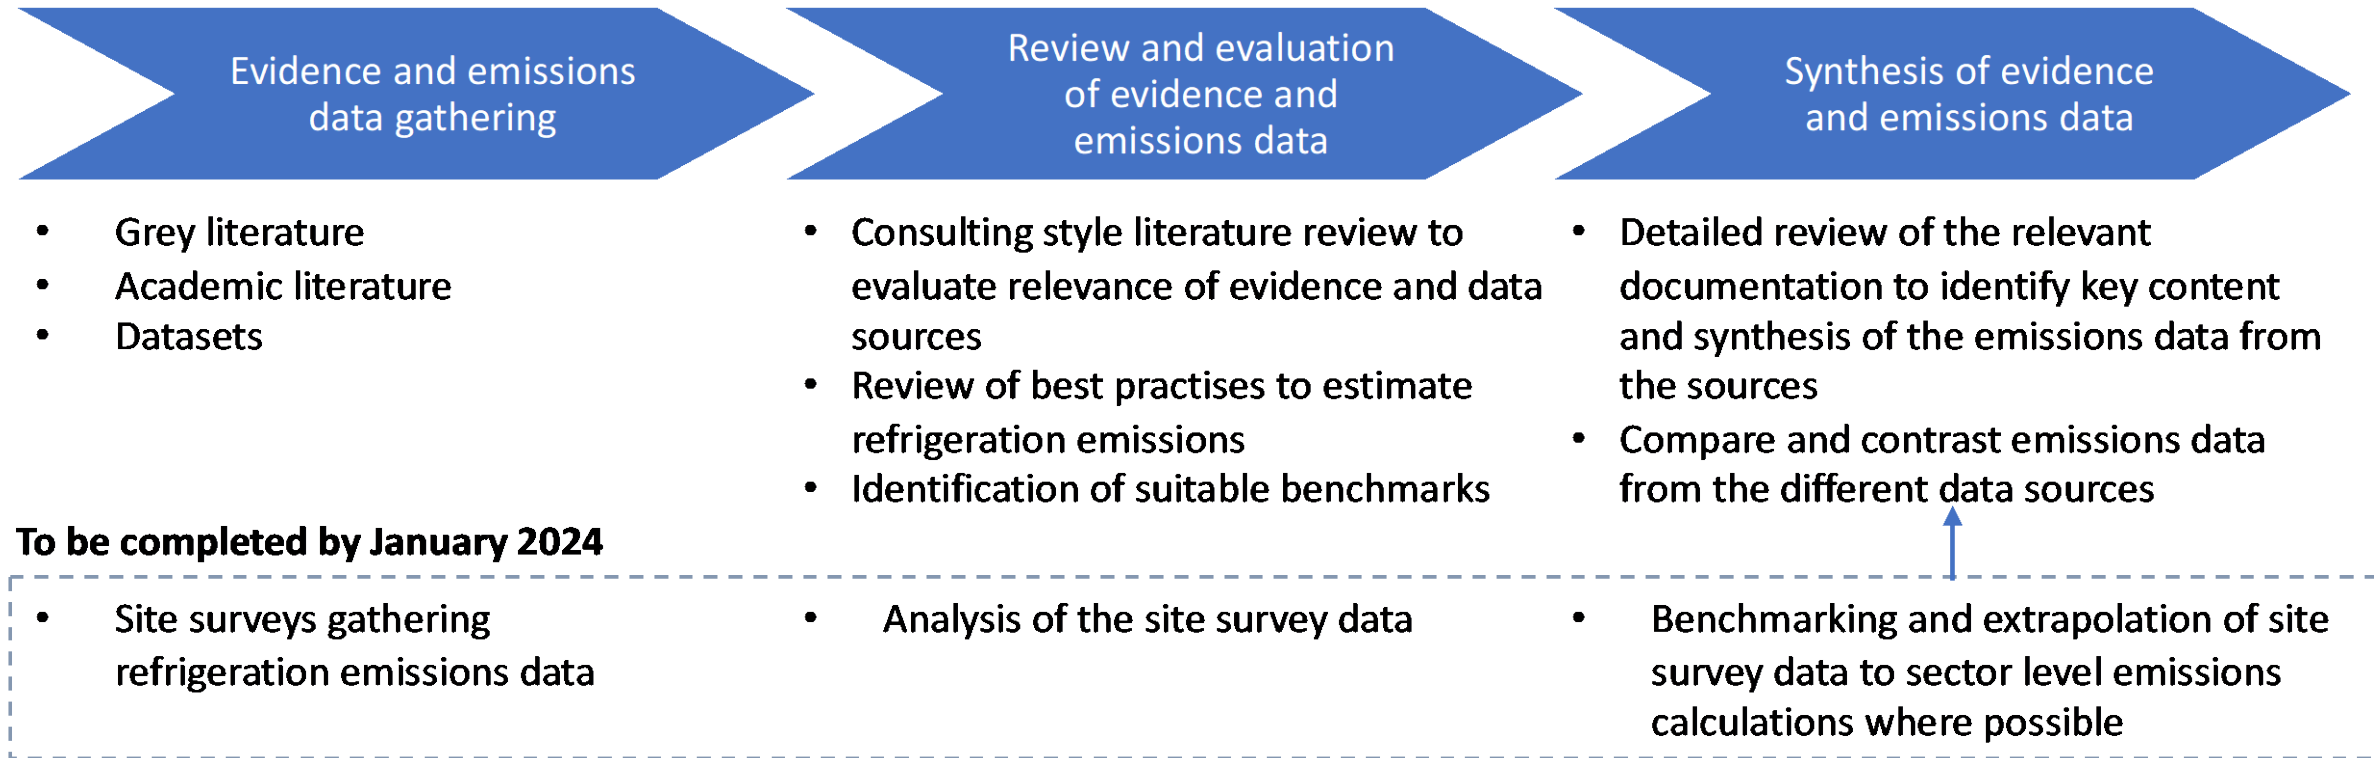 Evidence and emissions
data gathering
Review and evaluation
of evidence and
emissions data
Synthesis of evidence
and emissions data
• Grey literature
• Academic literature
• Datasets
• Consulting style literature review to
evaluate relevance of evidence and data
sources
• Review of best practises to estimate
refrigeration emissions
• Identification of suitable benchmarks
• Detailed review of the relevant
documentation to identify key content
and synthesis of the emissions data from
the sources
• Compare and contrast emissions data
from the different data sources
To be completed by January 2024
• Site surveys gathering
refrigeration emissions data
• Analysis of the site survey data
• Benchmarking and extrapolation of site
survey data to sector level emissions
calculations where possible